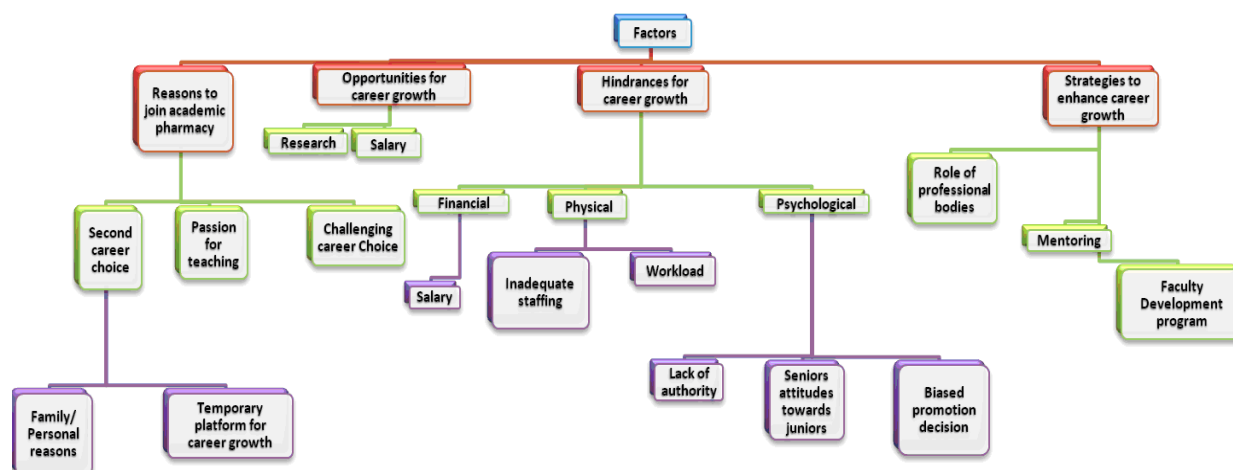 Factors
Reasons to
join academic
pharmacy
Opportunities for
career growth
Hindrances for
career growth
Strategies to
enhance career
growth
Research
Salary
Role of
professional
bodies
Financial
Physical
Psychological
Second
career
choice
Passion
for
teaching
Challenging
career Choice
Mentoring
Salary
Inadequate
staffing
Workload
Faculty
Development
program
Family/
Personal
reasons
Temporary
platform for
career growth
Lack of
authority
Seniors
attitudes
towards
juniors
Biased
promotion
decision